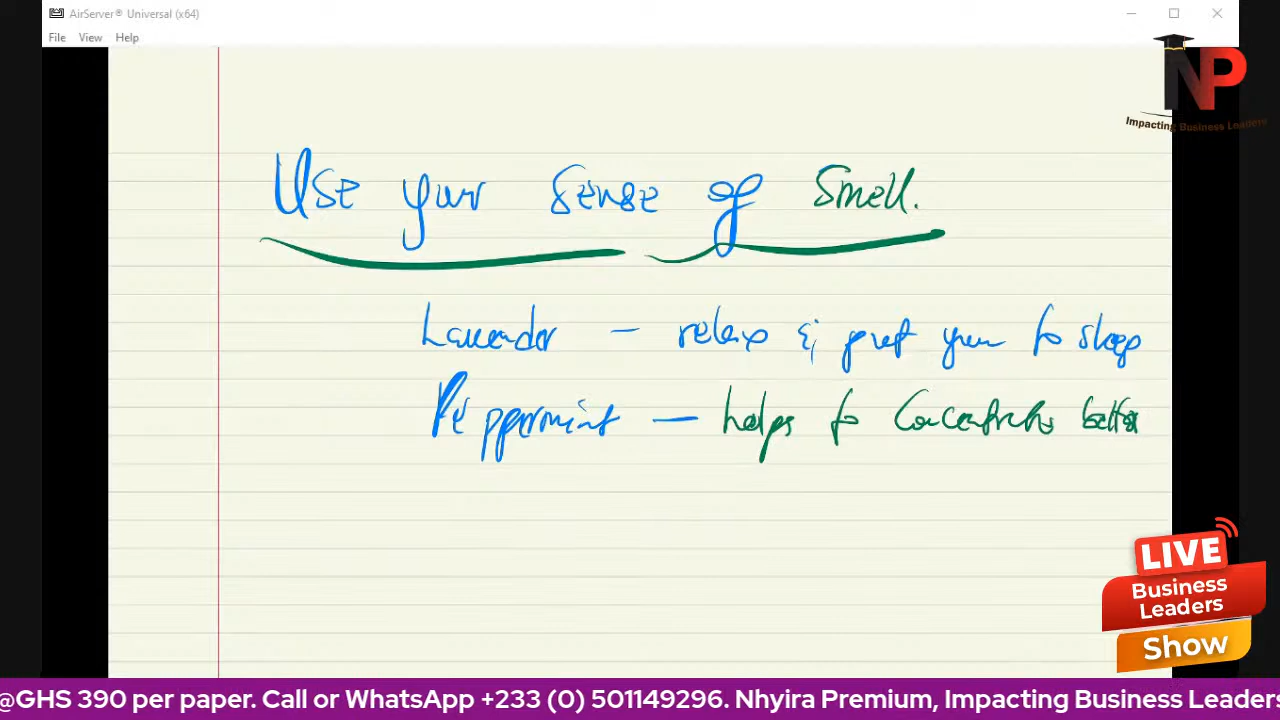 AirServer® Universal (x64)
File View Help
NP
Impacting Business Leaders
Use your sense of smell.
Lavender - relax & put you to sleep
Peppermint - helps to concentrate better
LIVE
Business
Leaders
Show
@GHS 390 per paper. Call or WhatsApp +233 (0) 501149296. Nhyira Premium, Impacting Business Leaders